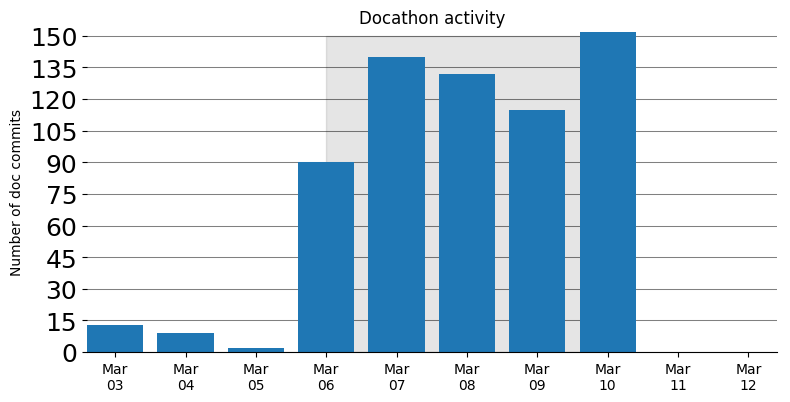 Docathon activity
Number of doc commits
150
135
120
105
90
75
60
45
30
15
0
Mar Mar Mar Mar Mar Mar Mar Mar Mar Mar
03 04 05 06 07 08 09 10 11 12